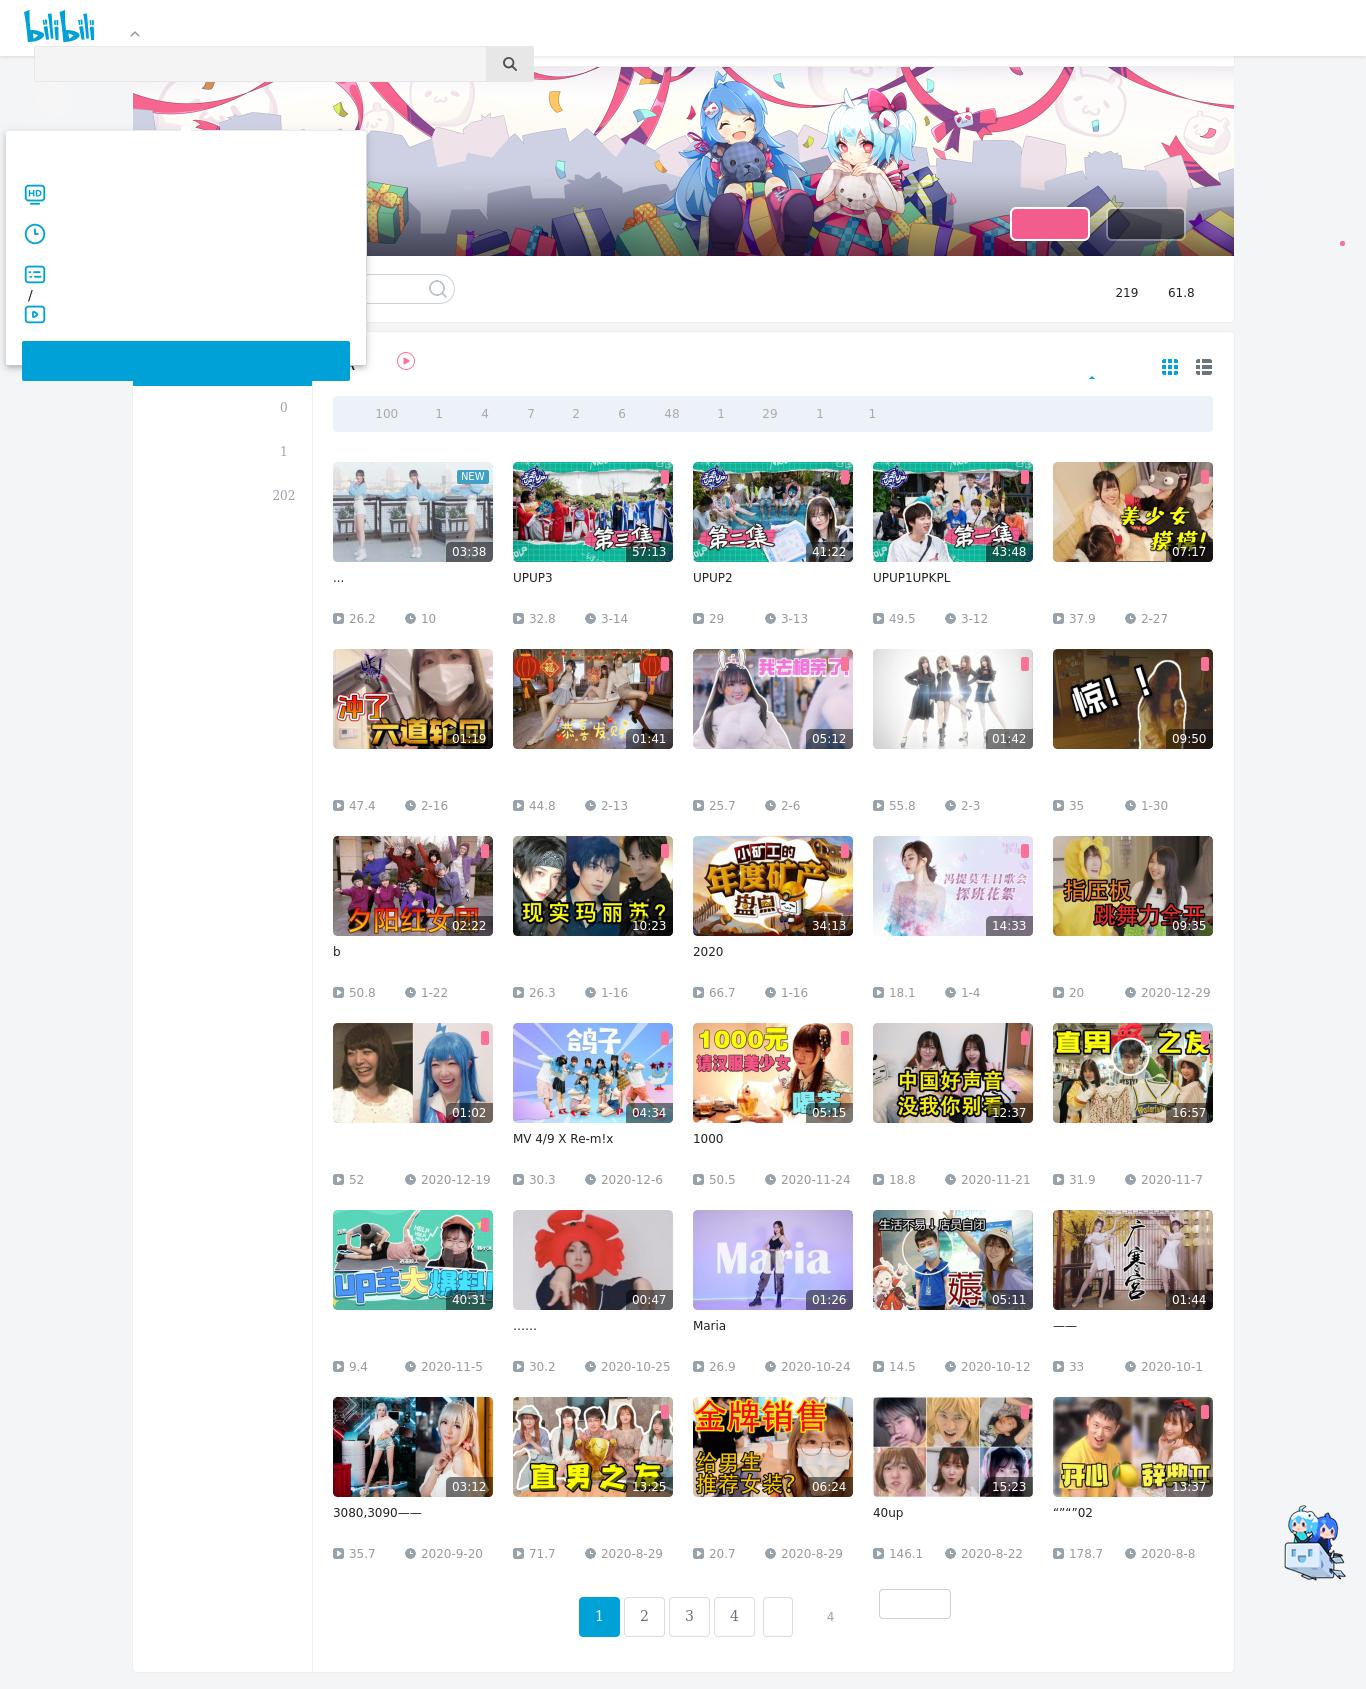 bilibili
HD
/
219 61.8
0
1
202
100 1 4 7 2 6 48 1 29 1 1
NEW
03:38
第三集
57:13
第二集
41:22
第一集
43:48
美少女
摸摸!
07:17
...
UPUP3
UPUP2
UPUP1UPKPL
26.2 10
32.8 3-14
29 3-13
49.5 3-12
37.9 2-27
冲了
六道轮回
01:19
福
恭喜发财
01:41
我去相亲了!
05:12
01:42
惊!!
09:50
47.4 2-16
44.8 2-13
25.7 2-6
55.8 2-3
35 1-30
夕阳红女团
02:22
现实玛丽苏?
10:23
小矿工的
年度矿产
盘点
34:13
冯提莫生日歌会
探班花絮
14:33
指压板
跳舞力全开
09:35
b
2020
50.8 1-22
26.3 1-16
66.7 1-16
18.1 1-4
20 2020-12-29
01:02
鸽子
04:34
1000元
请汉服美少女
喝茶
05:15
中国好声音
没我你别看
12:37
直男之友
16:57
MV 4/9 X Re-m!x
1000
52 2020-12-19
30.3 2020-12-6
50.5 2020-11-24
18.8 2020-11-21
31.9 2020-11-7
up主大爆料!
40:31
00:47
Maria
01:26
生活不易↓店员自闭
薅
05:11
广寒宫
01:44
......
Maria
——
9.4 2020-11-5
30.2 2020-10-25
26.9 2020-10-24
14.5 2020-10-12
33 2020-10-1
03:12
直男之友
13:25
金牌销售
给男生
推荐女装?
06:24
15:23
开心 辞典II
13:37
3080,3090——
40up
“”“”02
35.7 2020-9-20
71.7 2020-8-29
20.7 2020-8-29
146.1 2020-8-22
178.7 2020-8-8
1 2 3 4 4